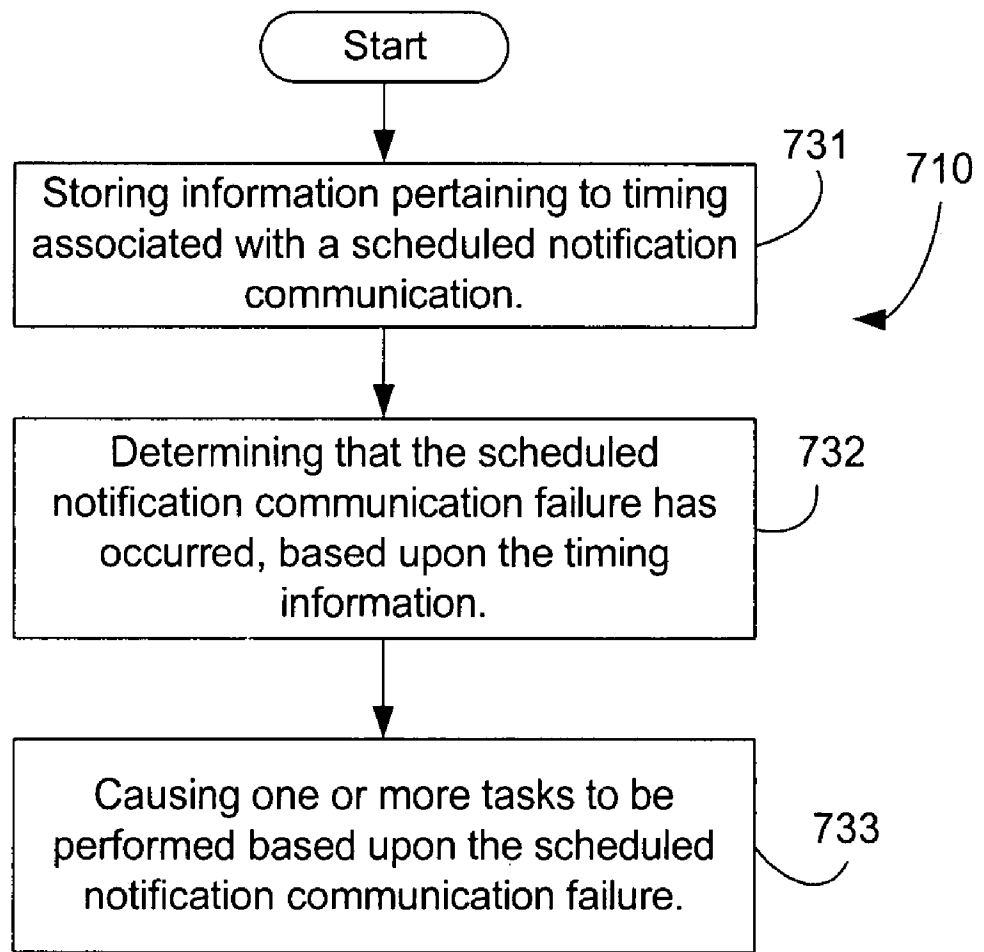 Start
731
710
Storing information pertaining to timing
associated with a scheduled notification
communication.
732
Determining that the scheduled
notification communication failure has
occurred, based upon the timing
information.
733
Causing one or more tasks to be
performed based upon the scheduled
notification communication failure.